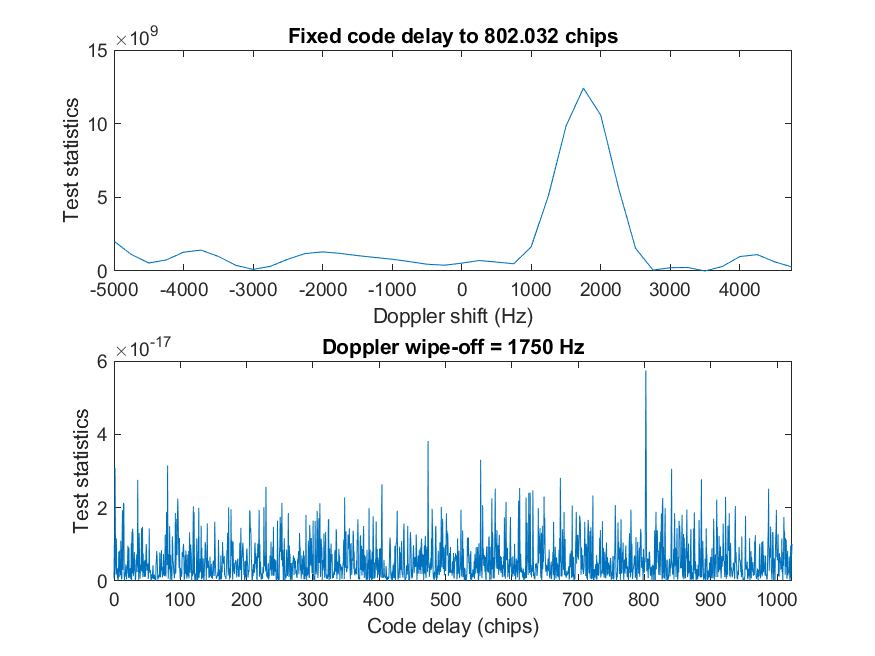 ×10^9
Fixed code delay to 802.032 chips
15
10
5
0
Test statistics
-5000 -4000 -3000 -2000 -1000 0 1000 2000 3000 4000
Doppler shift (Hz)
×10^-17
Doppler wipe-off = 1750 Hz
6
4
2
0
Test statistics
0 100 200 300 400 500 600 700 800 900 1000
Code delay (chips)